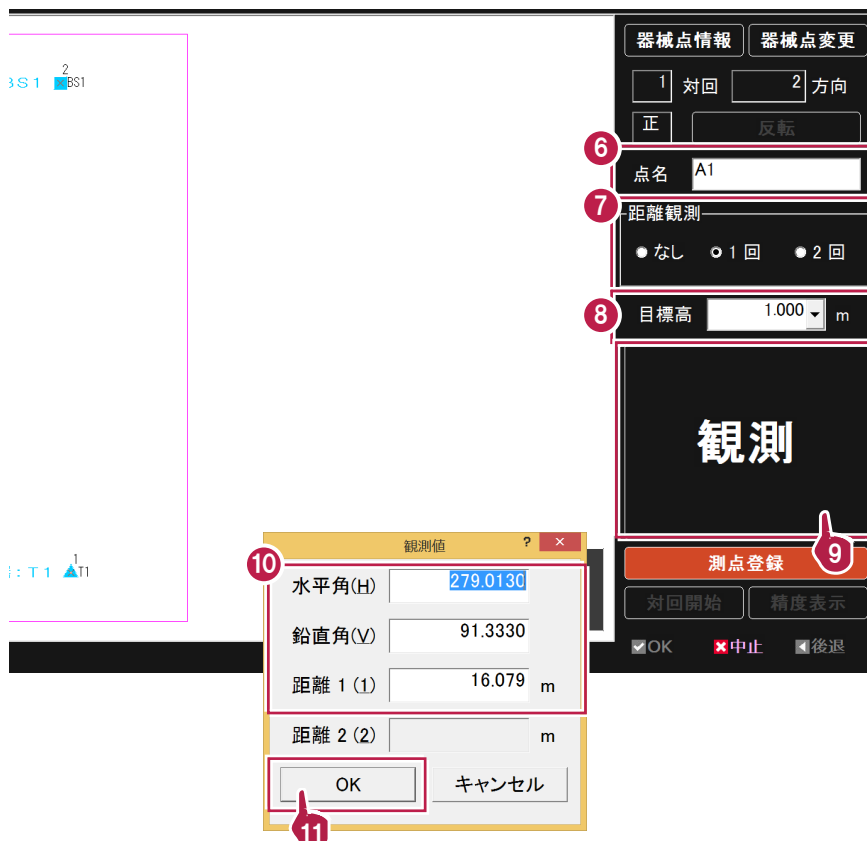 器械点情報 器械点変更
1 対回 2 方向
正 反転
2
BS1 BS1
6
点名 A1
7
距離観測
なし 1 回 2 回
8
目標高 1.000 m
観測
9
測点登録
対回開始 精度表示
OK 中止 後退
1
:T1 T1
観測値 ? ×
10
水平角(H) 279.0130
鉛直角(V) 91.3330
距離 1 (1) 16.079 m
距離 2 (2) m
OK キャンセル
11